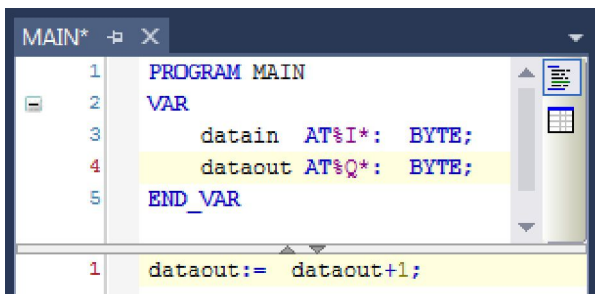 MAIN*
1 PROGRAM MAIN
2 VAR
3 datain AT%I*: BYTE;
4 dataout AT%Q*: BYTE;
5 END_VAR
1 dataout:= dataout+1;